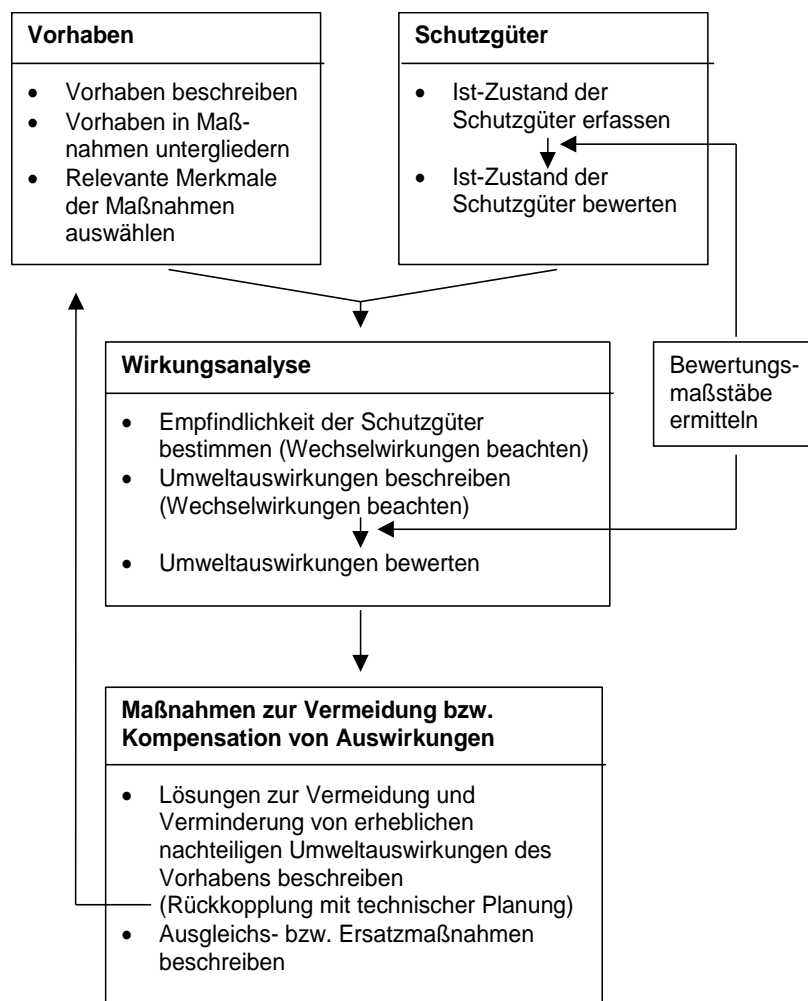 Vorhaben
• Vorhaben beschreiben
• Vorhaben in Maß-
nahmen untergliedern
• Relevante Merkmale
der Maßnahmen
auswählen
Schutzgüter
• Ist-Zustand der
Schutzgüter erfassen
• Ist-Zustand der
Schutzgüter bewerten
Bewertungs-
maßstäbe
ermitteln
Wirkungsanalyse
• Empfindlichkeit der Schutzgüter
bestimmen (Wechselwirkungen beachten)
• Umweltauswirkungen beschreiben
(Wechselwirkungen beachten)
• Umweltauswirkungen bewerten
Maßnahmen zur Vermeidung bzw.
Kompensation von Auswirkungen
• Lösungen zur Vermeidung und
Verminderung von erheblichen
nachteiligen Umweltauswirkungen des
Vorhabens beschreiben
(Rückkopplung mit technischer Planung)
• Ausgleichs- bzw. Ersatzmaßnahmen
beschreiben